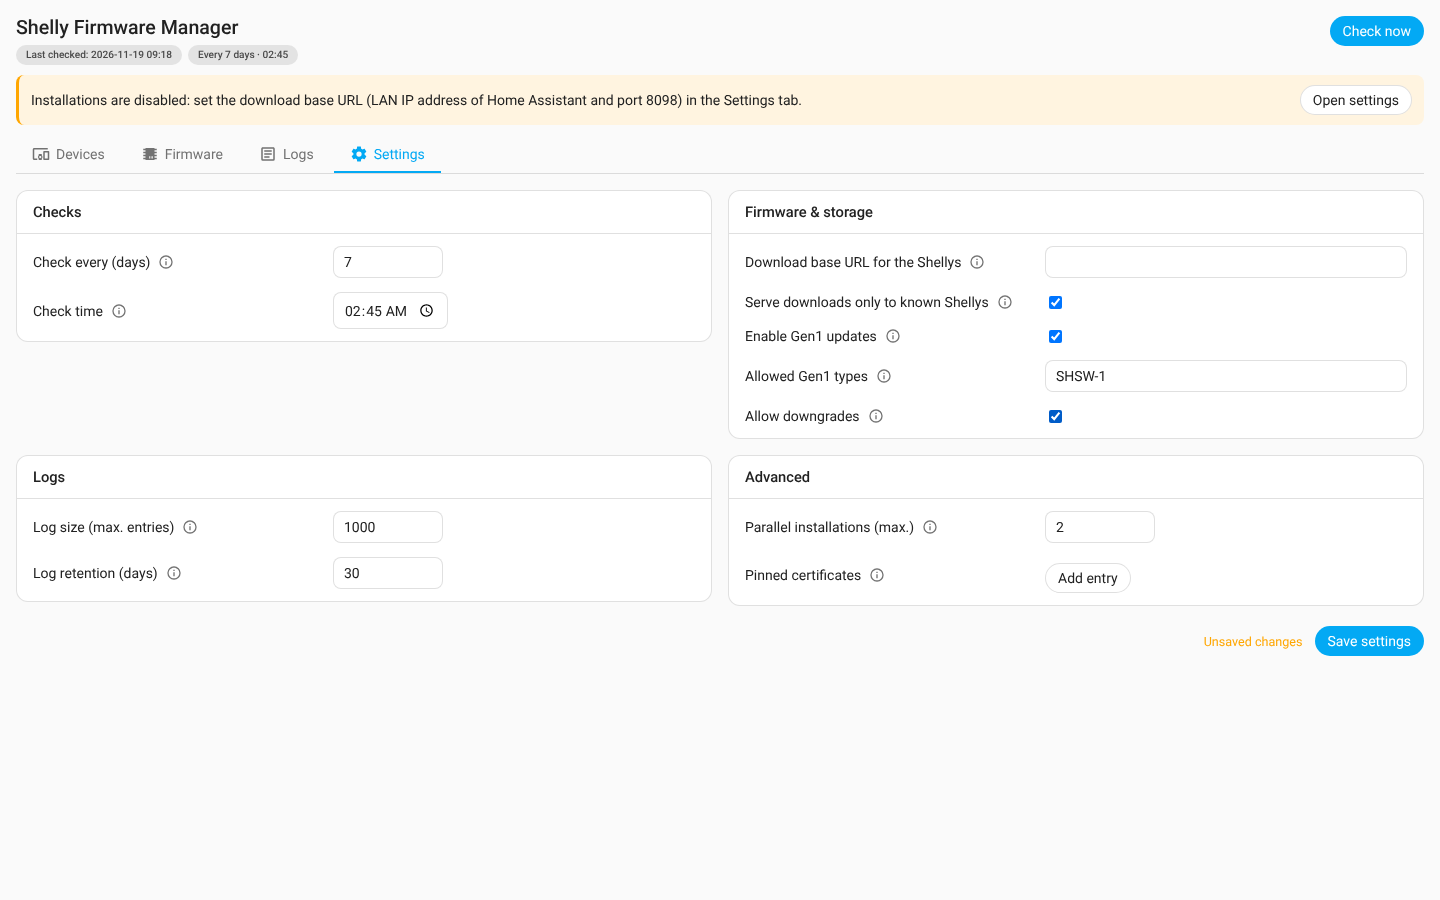 Shelly Firmware Manager
Check now
Last checked: 2026-11-19 09:18
Every 7 days · 02:45
Installations are disabled: set the download base URL (LAN IP address of Home Assistant and port 8098) in the Settings tab.
Open settings
Devices
Firmware
Logs
Settings
Checks
Check every (days)
7
Check time
02:45 AM
Firmware & storage
Download base URL for the Shellys
Serve downloads only to known Shellys
Enable Gen1 updates
Allowed Gen1 types
SHSW-1
Allow downgrades
Logs
Log size (max. entries)
1000
Log retention (days)
30
Advanced
Parallel installations (max.)
2
Pinned certificates
Add entry
Unsaved changes
Save settings